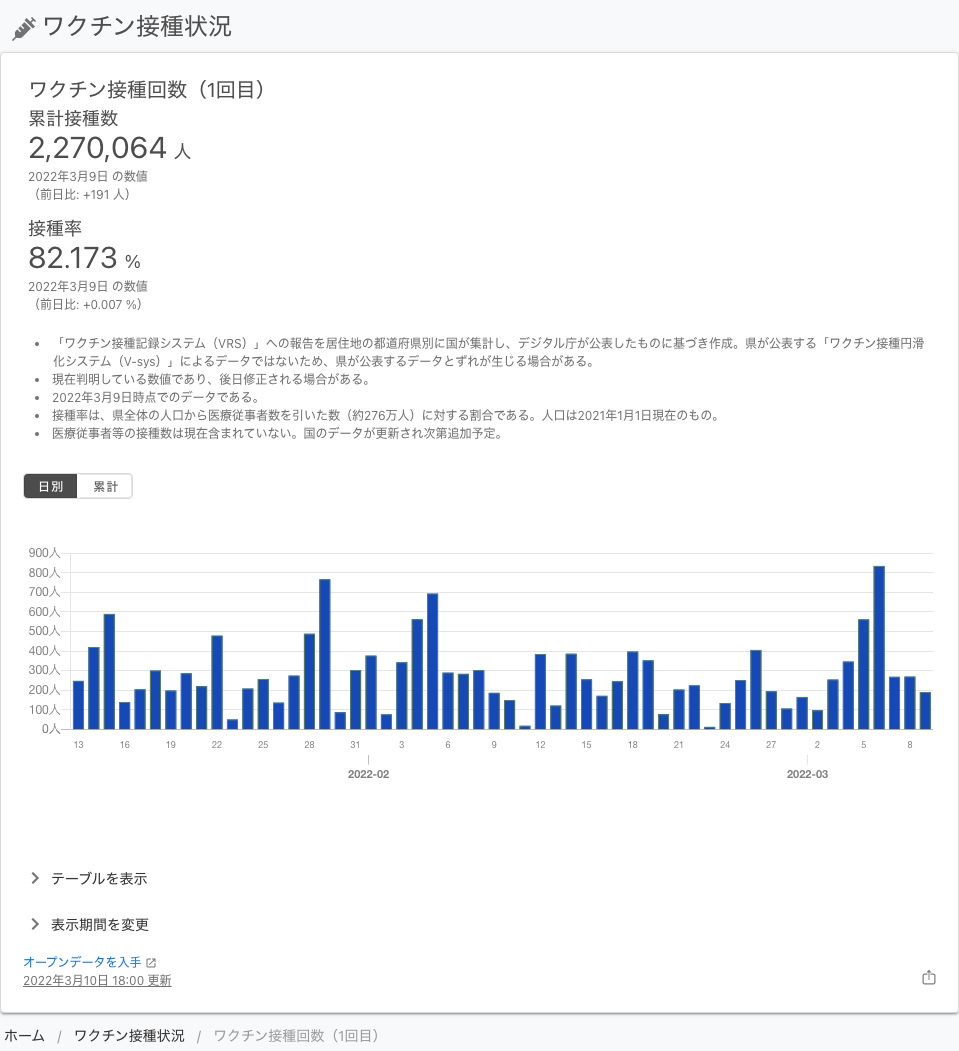 ワクチン接種状況
ワクチン接種回数（1回目）
累計接種数
2,270,064 人
2022年3月9日 の数値
（前日比: +191 人）
接種率
82.173 %
2022年3月9日 の数値
（前日比: +0.007 %）
• 「ワクチン接種記録システム（VRS）」への報告を居住地の都道府県別に国が集計し、デジタル庁が公表したものに基づき作成。県が公表する「ワクチン接種円滑
化システム（V-sys）」によるデータではないため、県が公表するデータとずれが生じる場合がある。
• 現在判明している数値であり、後日修正される場合がある。
• 2022年3月9日時点でのデータである。
• 接種率は、県全体の人口から医療従事者数を引いた数（約276万人）に対する割合である。人口は2021年1月1日現在のもの。
• 医療従事者等の接種数は現在含まれていない。国のデータが更新され次第追加予定。
日別 累計
900人
800人
700人
600人
500人
400人
300人
200人
100人
0人
13 16 19 22 25 28 31 3 6 9 12 15 18 21 24 27 2 5 8
2022-02 2022-03
テーブルを表示
表示期間を変更
オープンデータを入手
2022年3月10日 18:00 更新
ホーム / ワクチン接種状況 / ワクチン接種回数（1回目）